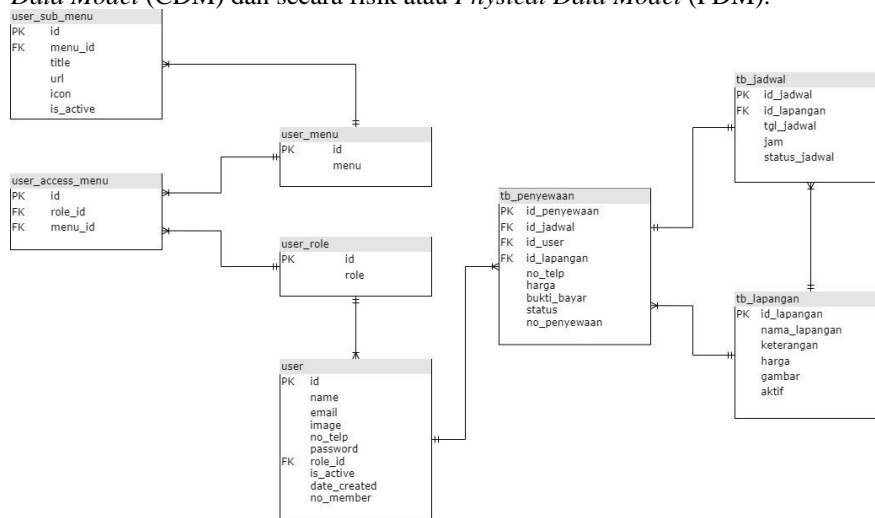 Data Model (CDM) dan secara fisik atau Physical Data Model (PDM).
user_sub_menu
PK id
FK menu_id
title
url
icon
is_active
user_menu
PK id
menu
user_access_menu
PK id
FK role_id
FK menu_id
user_role
PK id
role
user
PK id
name
email
image
no_telp
password
FK role_id
is_active
date_created
no_member
tb_penyewaan
PK id_penyewaan
FK id_jadwal
FK id_user
FK id_lapangan
no_telp
harga
bukti_bayar
status
no_penyewaan
tb_jadwal
PK id_jadwal
FK id_lapangan
tgl_jadwal
jam
status_jadwal
tb_lapangan
PK id_lapangan
nama_lapangan
keterangan
harga
gambar
aktif